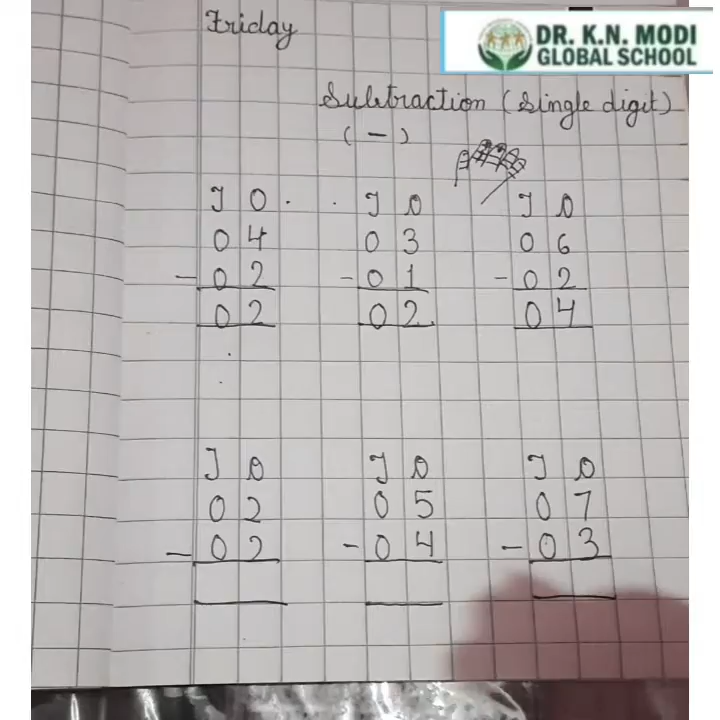 Friday
DR. K.N. MODI
GLOBAL SCHOOL
Subtraction (Single digit)
(-)
T O T O T O
0 4 0 3 0 6
- 0 2 - 0 1 - 0 2
0 2 0 2 0 4
T O T O T O
0 2 0 5 0 7
- 0 2 - 0 4 - 0 3